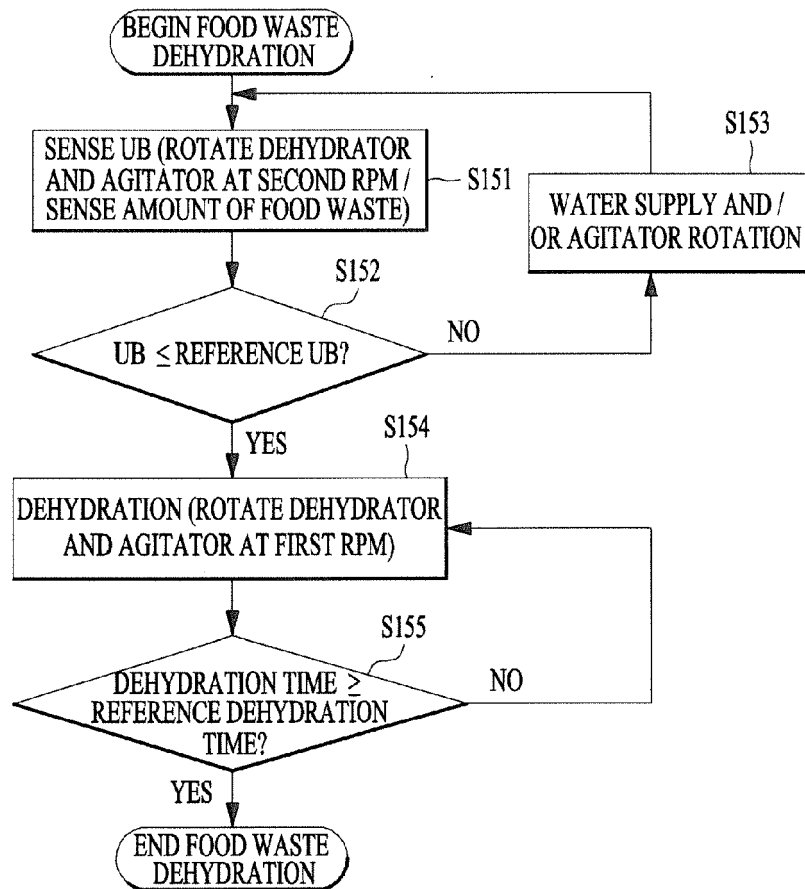 BEGIN FOOD WASTE
DEHYDRATION
SENSE UB (ROTATE DEHYDRATOR
AND AGITATOR AT SECOND RPM /
SENSE AMOUNT OF FOOD WASTE)
S151
S153
WATER SUPPLY AND /
OR AGITATOR ROTATION
S152
UB ≤ REFERENCE UB?
NO
YES
S154
DEHYDRATION (ROTATE DEHYDRATOR
AND AGITATOR AT FIRST RPM)
S155
DEHYDRATION TIME ≥
REFERENCE DEHYDRATION
TIME?
NO
YES
END FOOD WASTE
DEHYDRATION